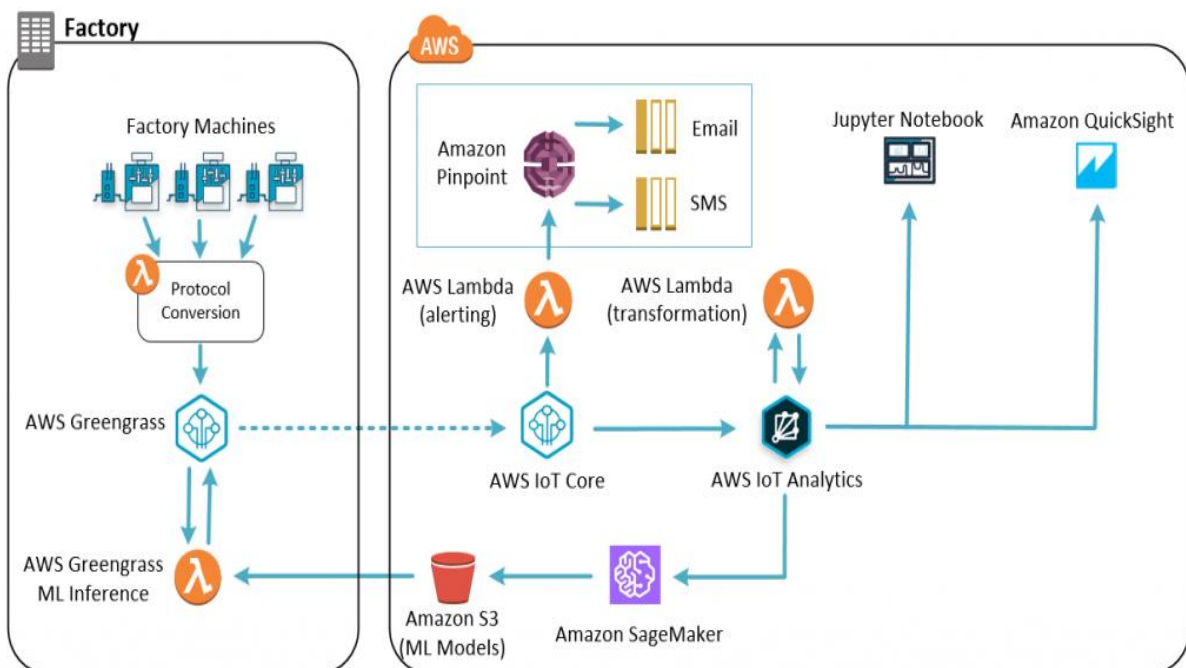 Factory
AWS
Factory Machines
Protocol
Conversion
AWS Greengrass
AWS Greengrass
ML Inference
Amazon
Pinpoint
Email
SMS
AWS Lambda
(alerting)
AWS Lambda
(transformation)
Jupyter Notebook
Amazon QuickSight
AWS IoT Core
AWS IoT Analytics
Amazon S3
(ML Models)
Amazon SageMaker